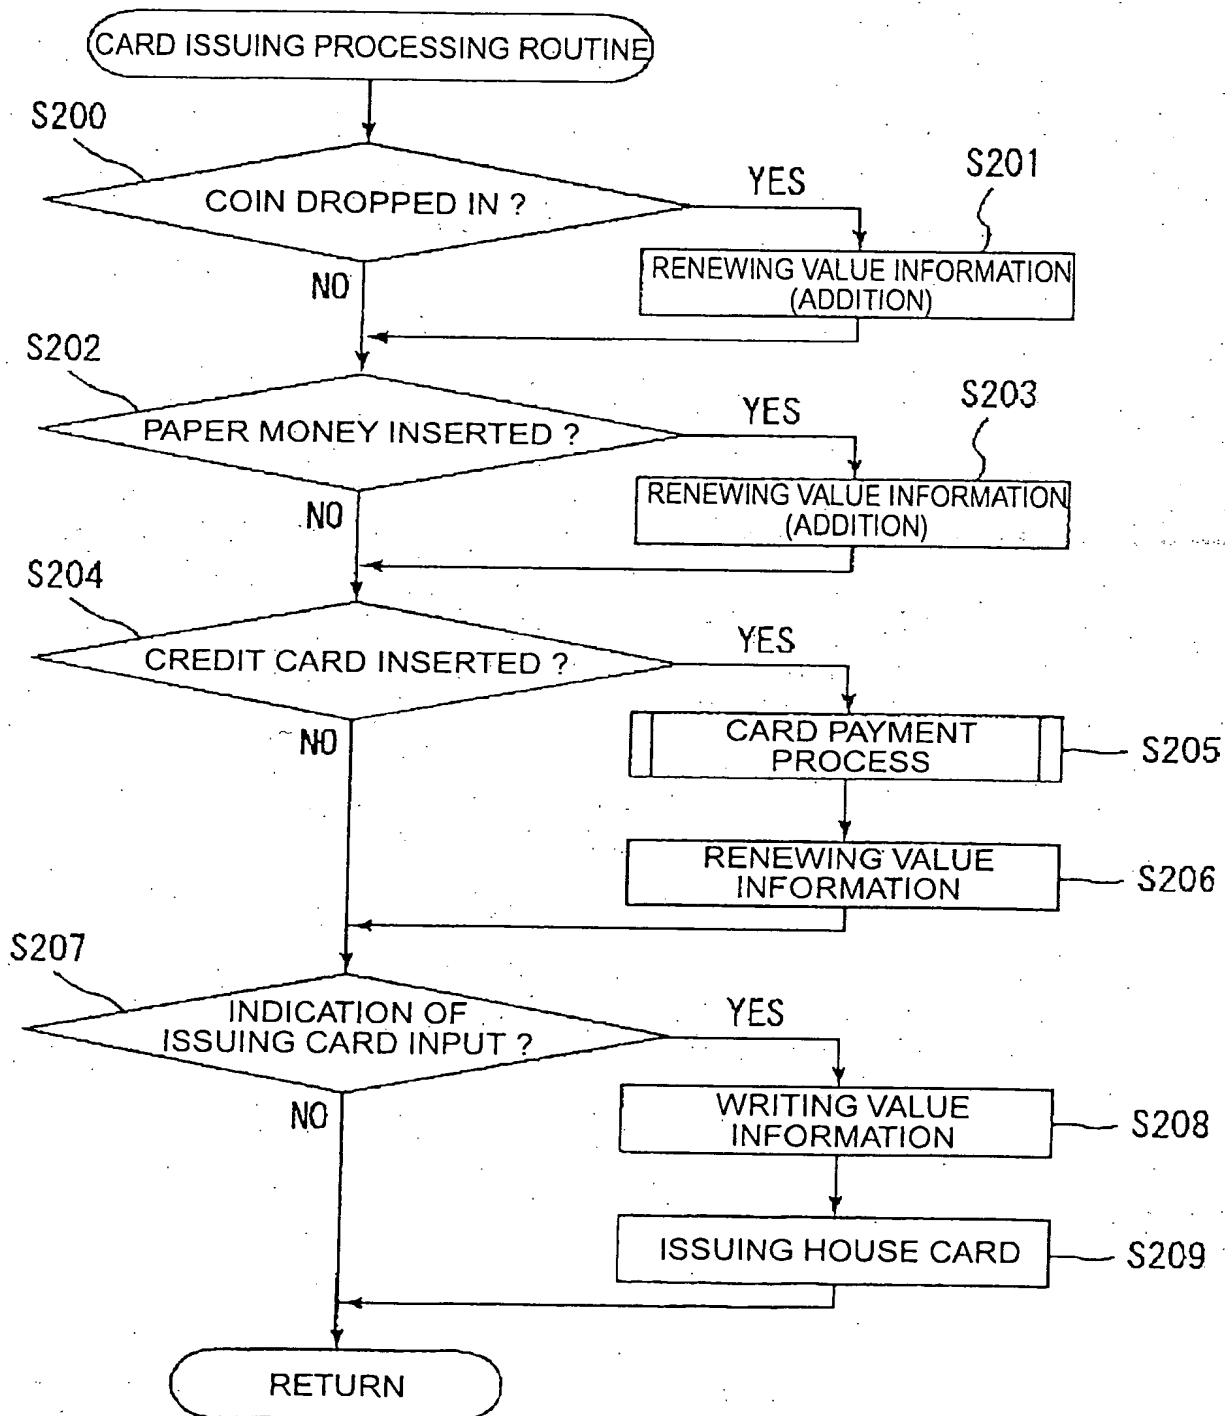 CARD ISSUING PROCESSING ROUTINE
S200
COIN DROPPED IN ?
YES
S201
RENEWING VALUE INFORMATION
(ADDITION)
NO
S202
PAPER MONEY INSERTED ?
YES
S203
RENEWING VALUE INFORMATION
(ADDITION)
NO
S204
CREDIT CARD INSERTED ?
YES
NO
CARD PAYMENT
PROCESS
S205
RENEWING VALUE
INFORMATION
S206
S207
INDICATION OF
ISSUING CARD INPUT ?
YES
NO
WRITING VALUE
INFORMATION
S208
ISSUING HOUSE CARD
S209
RETURN